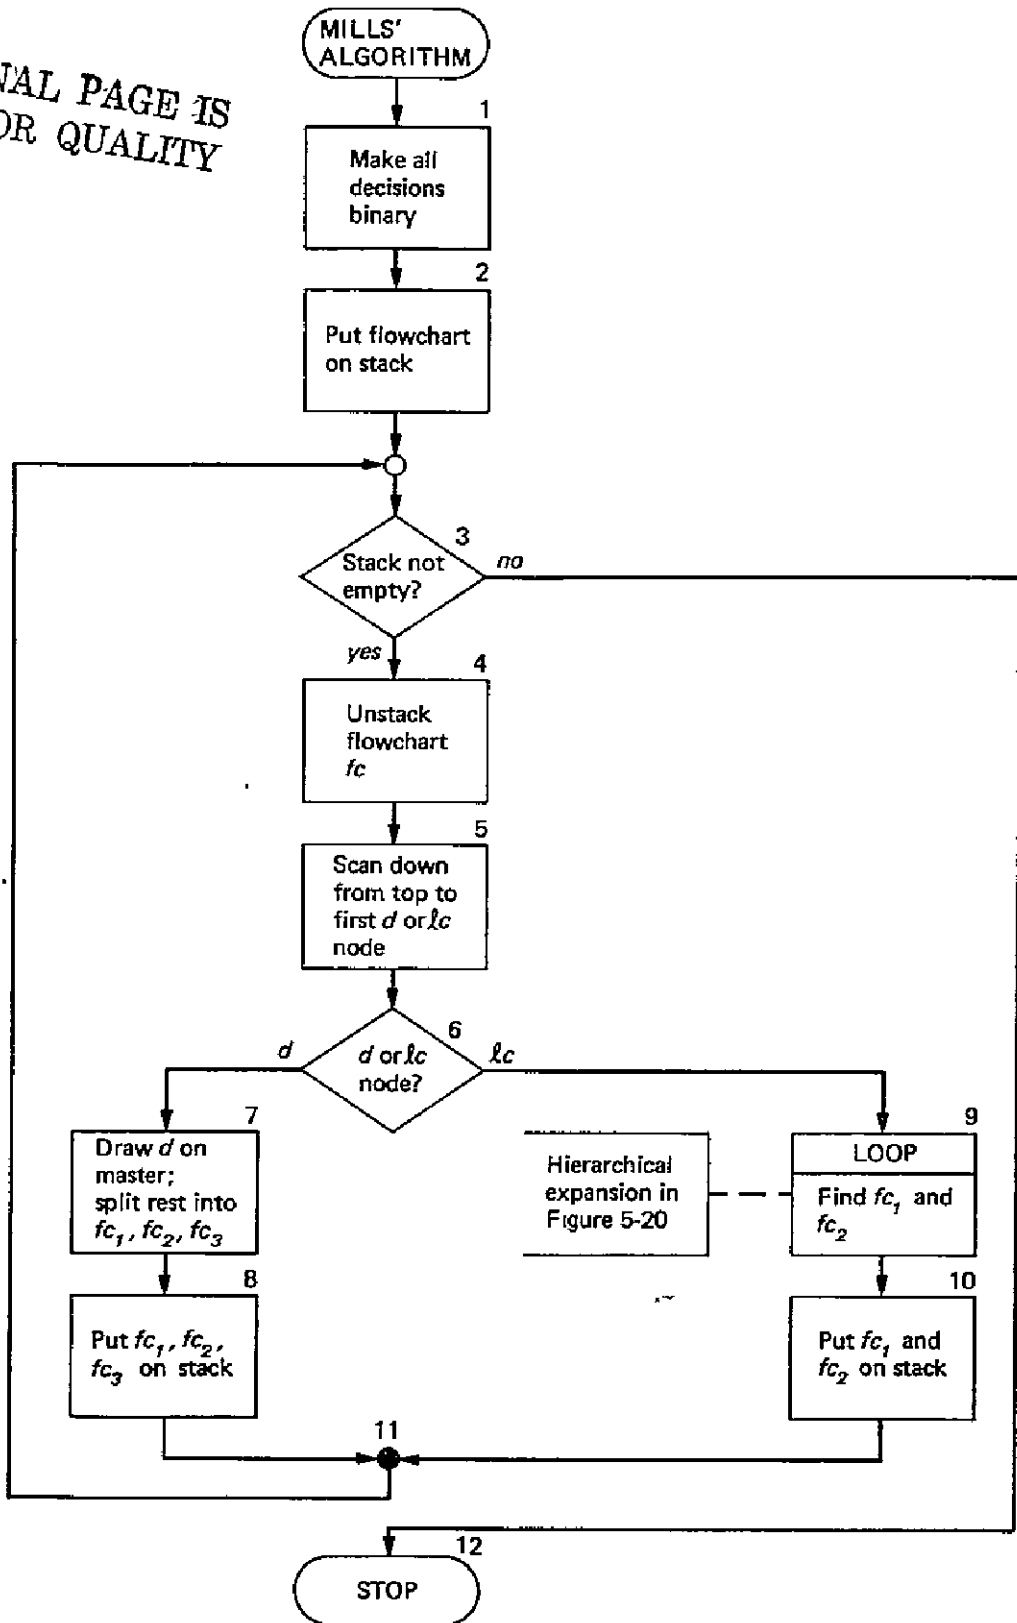 MILLS'
ALGORITHM
NAL PAGE IS
OR QUALITY
1
Make all
decisions
binary
2
Put flowchart
on stack
3
Stack not
empty?
no
yes
4
Unstack
flowchart
fc
5
Scan down
from top to
first d or ℓc
node
6
d or ℓc
node?
d
ℓc
7
Draw d on
master;
split rest into
fc₁, fc₂, fc₃
8
Put fc₁, fc₂,
fc₃ on stack
Hierarchical
expansion in
Figure 5-20
9
LOOP
Find fc₁ and
fc₂
10
Put fc₁ and
fc₂ on stack
11
12
STOP